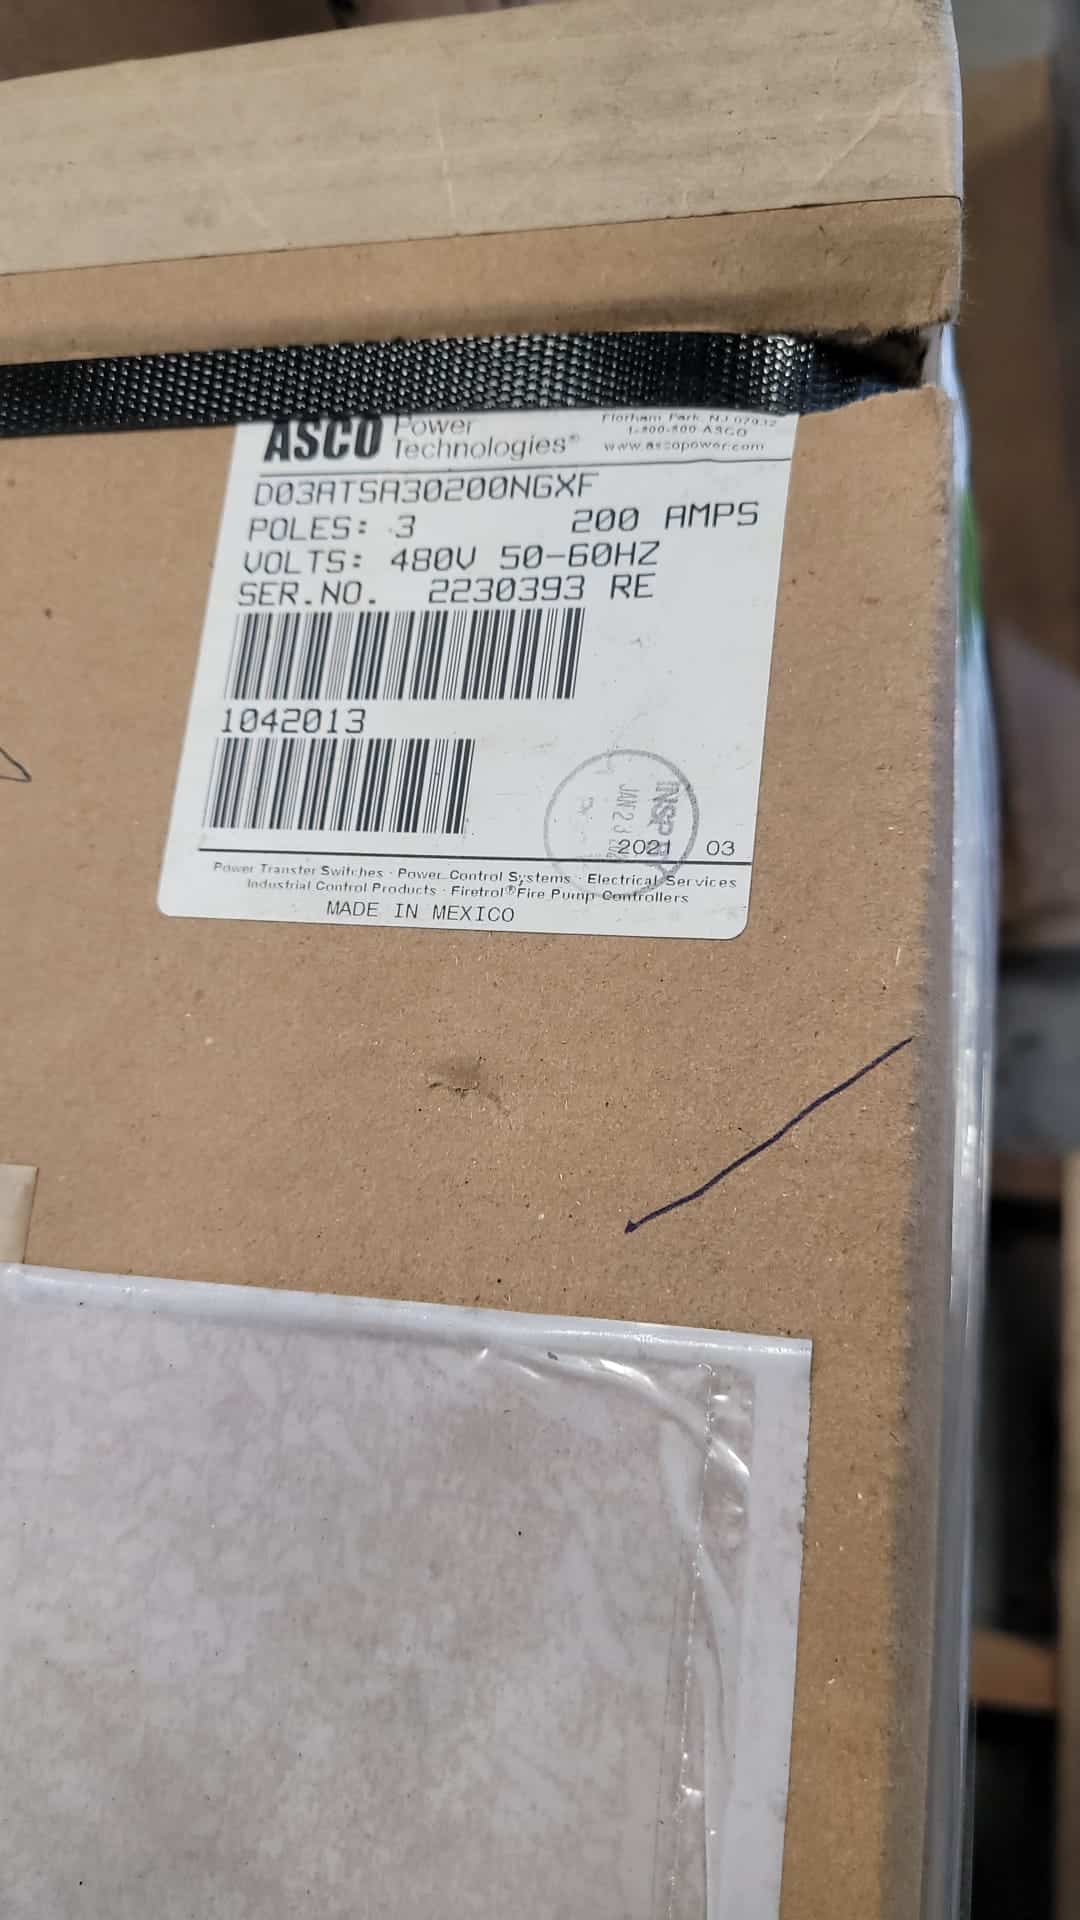 ASCO Power Technologies®
Florham Park, NJ 07932
1-800-800-ASCO
www.ascopower.com
D03ATSA30200NGXF
POLES: 3 200 AMPS
VOLTS: 480V 50-60HZ
SER.NO. 2230393 RE
1042013
INSP BY
JAN 23
2021 03
Power Transfer Switches · Power Control Systems · Electrical Services
Industrial Control Products · Firetrol® Fire Pump Controllers
MADE IN MEXICO